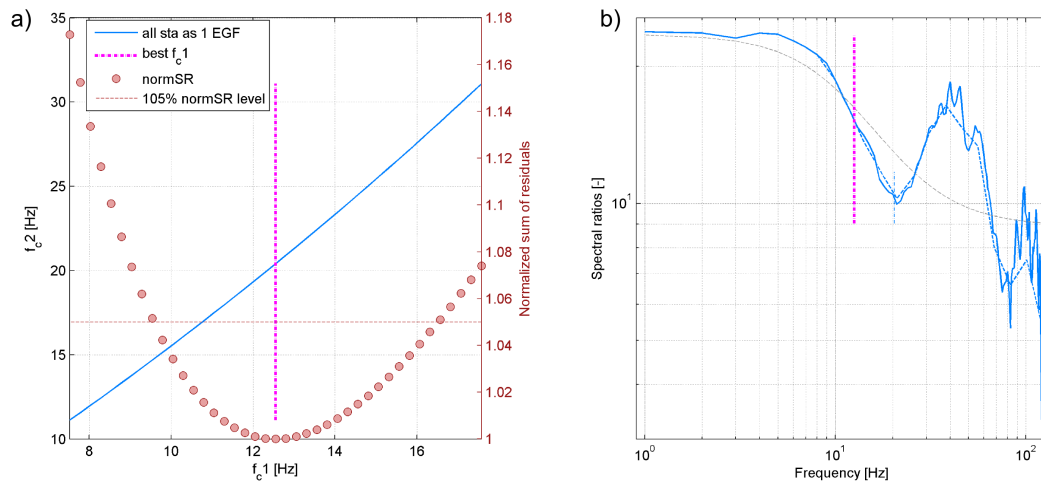 a)
all sta as 1 EGF
best f_c1
normSR
105% normSR level
35
30
25
20
15
10
f_c2 [Hz]
8
10
12
14
16
f_c1 [Hz]
1.18
1.16
1.14
1.12
1.1
1.08
1.06
1.04
1.02
1
Normalized sum of residuals
b)
10^1
Spectral ratios [-]
10^0
10^1
10^2
Frequency [Hz]